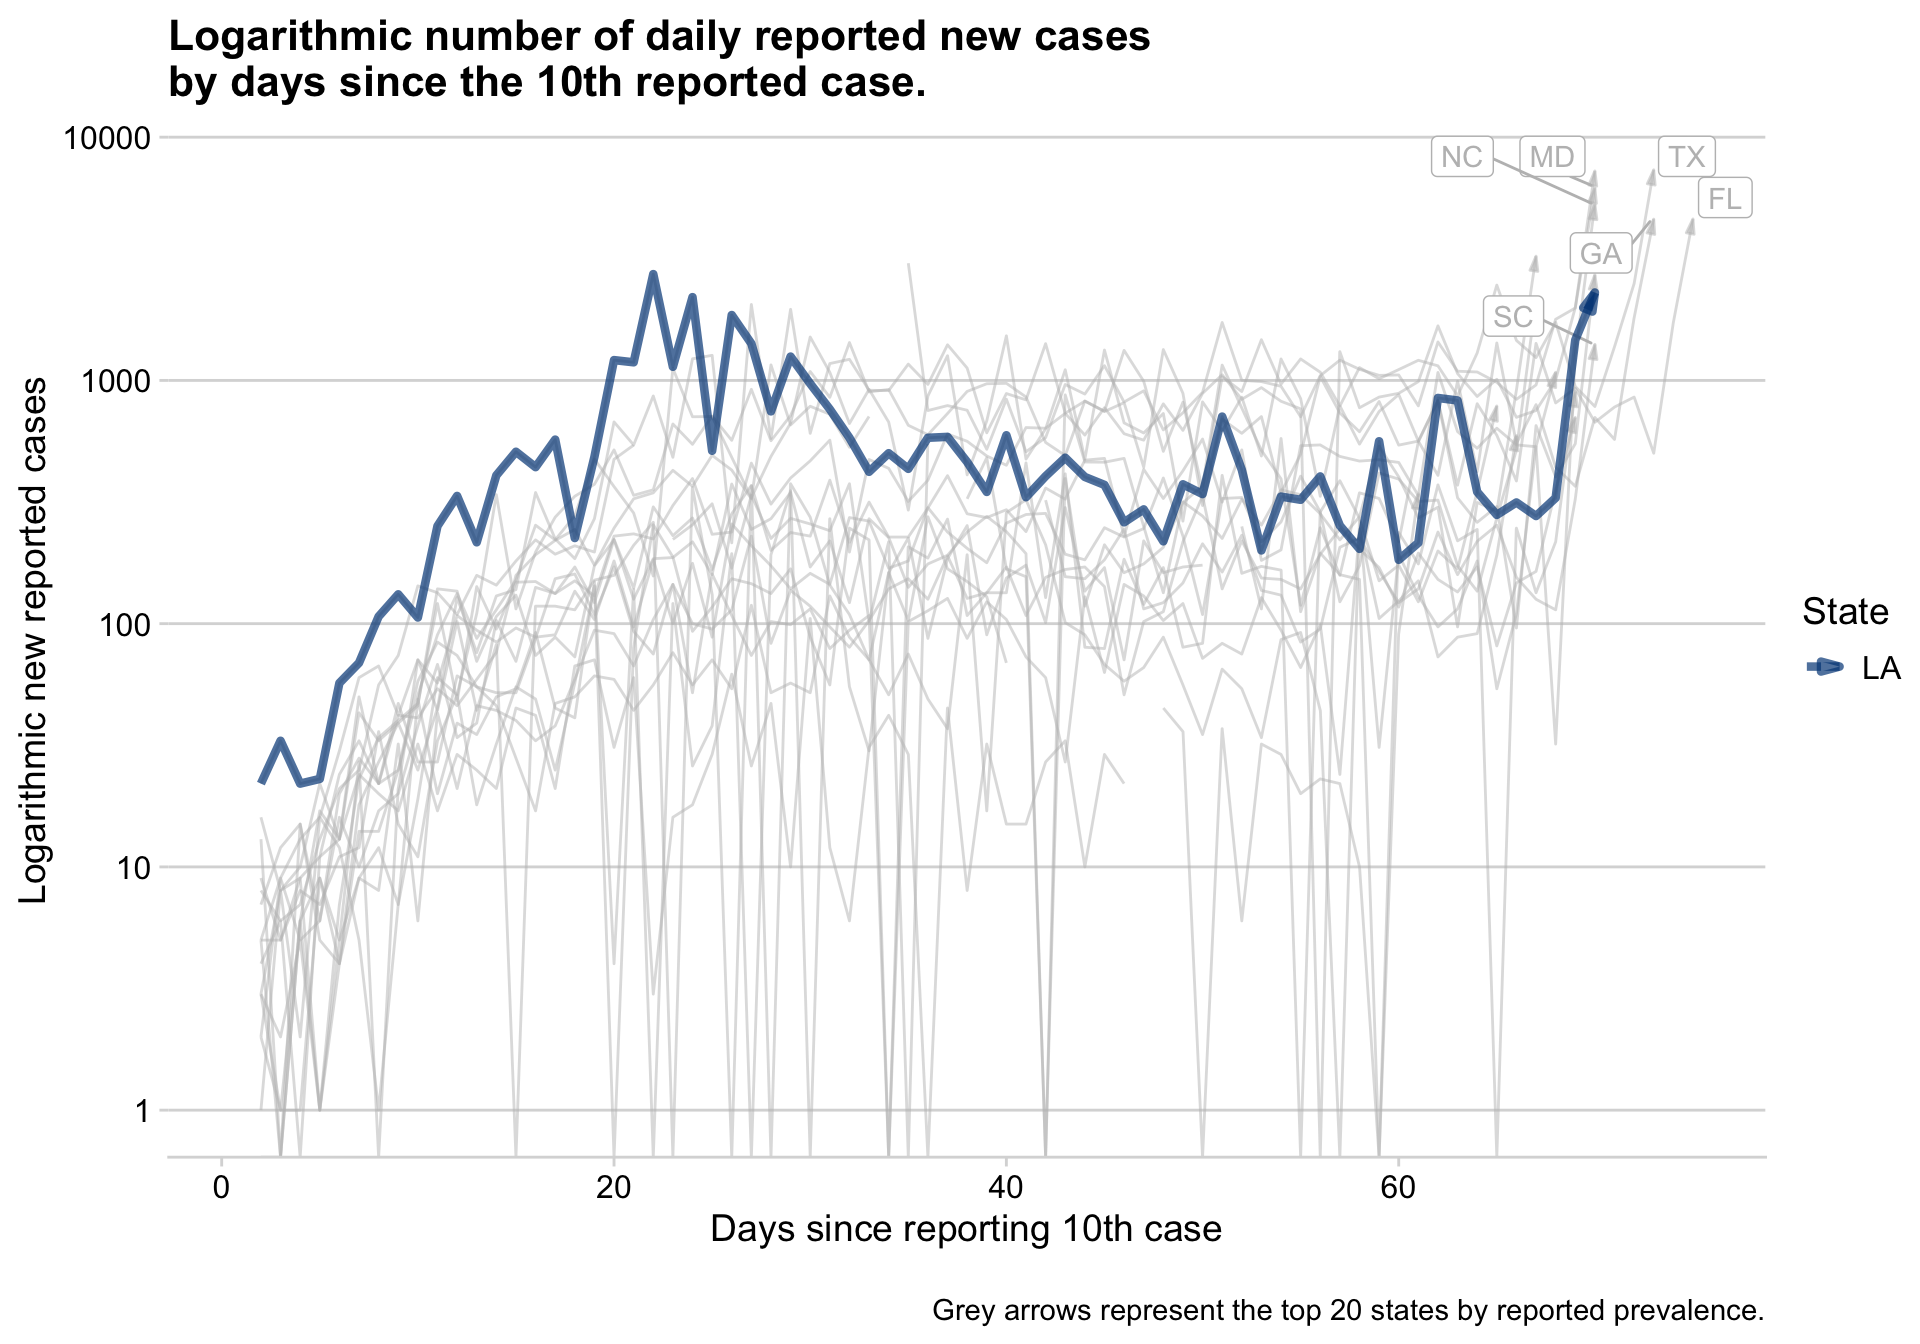 Logarithmic number of daily reported new cases
by days since the 10th reported case.
Logarithmic new reported cases
10000
1000
100
10
1
NC
MD
TX
FL
GA
SC
State
LA
0
20
40
60
Days since reporting 10th case
Grey arrows represent the top 20 states by reported prevalence.